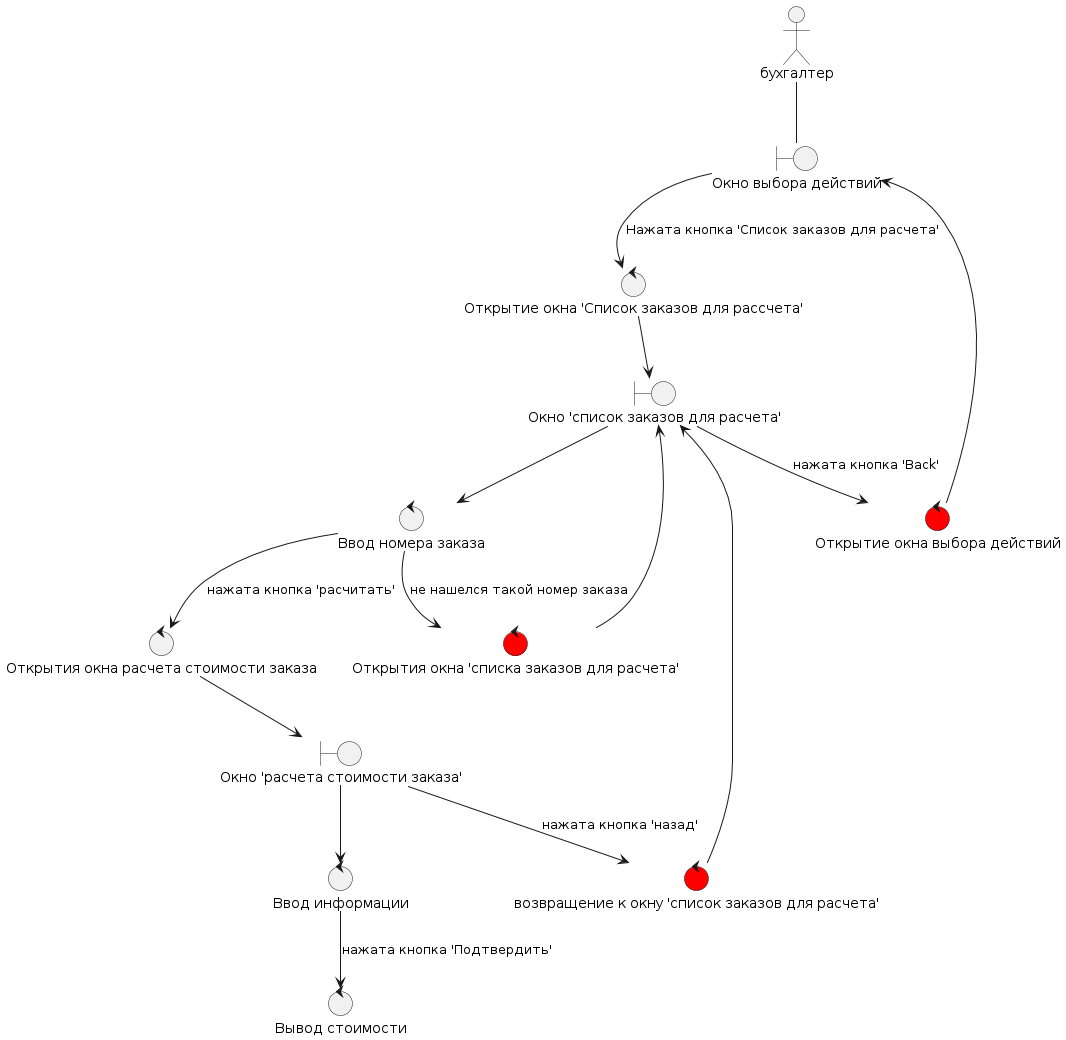 бухгалтер
Окно выбора действий
Нажата кнопка 'Список заказов для расчета'
Открытие окна 'Список заказов для рассчета'
Окно 'список заказов для расчета'
нажата кнопка 'Back'
Ввод номера заказа
Открытие окна выбора действий
нажата кнопка 'расчитать'
не нашелся такой номер заказа
Открытия окна расчета стоимости заказа
Открытия окна 'списка заказов для расчета'
Окно 'расчета стоимости заказа'
нажата кнопка 'назад'
Ввод информации
возвращение к окну 'список заказов для расчета'
нажата кнопка 'Подтвердить'
Вывод стоимости